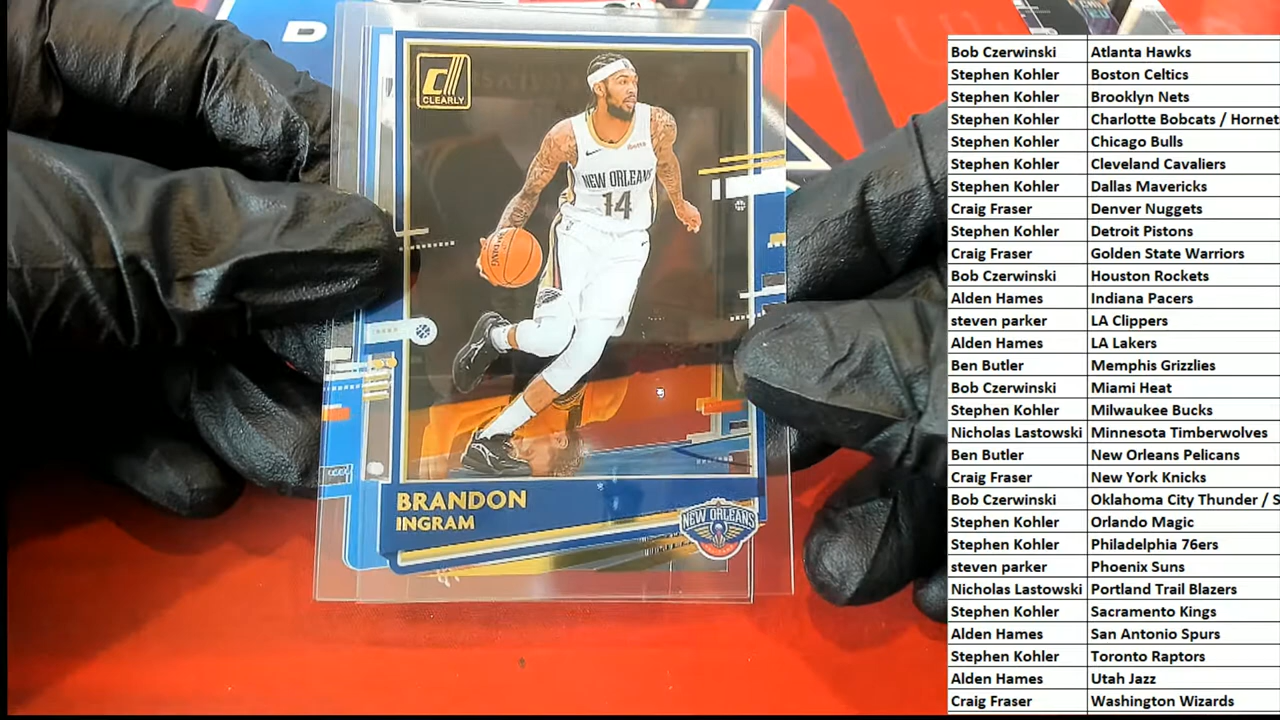 CLEARLY
NEW ORLEANS
14
BRANDON
INGRAM
NEW ORLEANS
Bob Czerwinski Atlanta Hawks
Stephen Kohler Boston Celtics
Stephen Kohler Brooklyn Nets
Stephen Kohler Charlotte Bobcats / Hornet
Stephen Kohler Chicago Bulls
Stephen Kohler Cleveland Cavaliers
Stephen Kohler Dallas Mavericks
Craig Fraser Denver Nuggets
Stephen Kohler Detroit Pistons
Craig Fraser Golden State Warriors
Bob Czerwinski Houston Rockets
Alden Hames Indiana Pacers
steven parker LA Clippers
Alden Hames LA Lakers
Ben Butler Memphis Grizzlies
Bob Czerwinski Miami Heat
Stephen Kohler Milwaukee Bucks
Nicholas Lastowski Minnesota Timberwolves
Ben Butler New Orleans Pelicans
Craig Fraser New York Knicks
Bob Czerwinski Oklahoma City Thunder / S
Stephen Kohler Orlando Magic
Stephen Kohler Philadelphia 76ers
steven parker Phoenix Suns
Nicholas Lastowski Portland Trail Blazers
Stephen Kohler Sacramento Kings
Alden Hames San Antonio Spurs
Stephen Kohler Toronto Raptors
Alden Hames Utah Jazz
Craig Fraser Washington Wizards